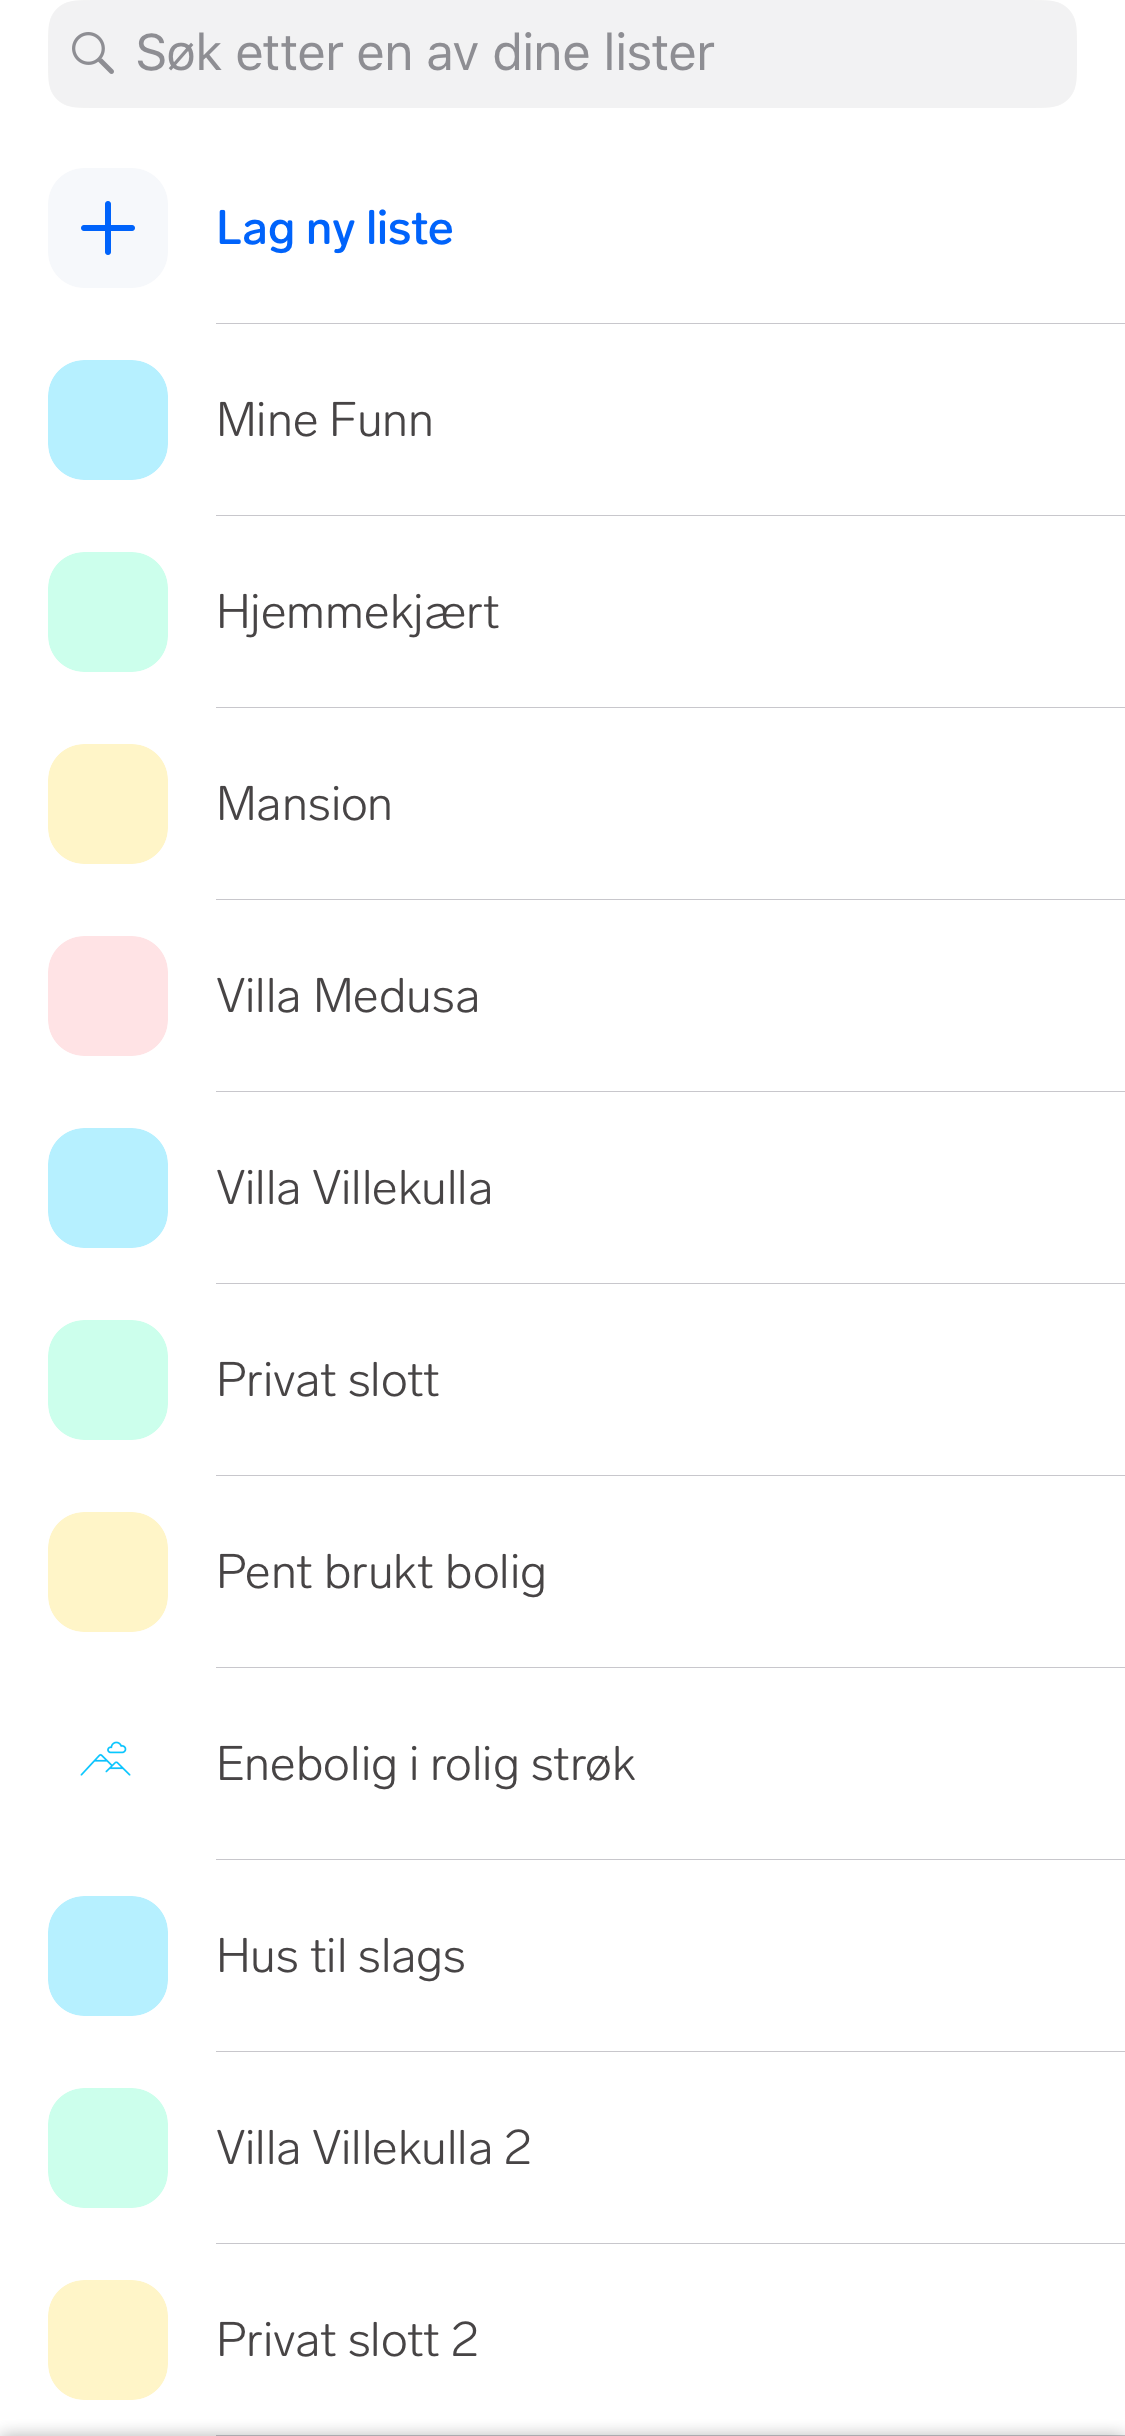 Søk etter en av dine lister
Lag ny liste
Mine Funn
Hjemmekjært
Mansion
Villa Medusa
Villa Villekulla
Privat slott
Pent brukt bolig
Enebolig i rolig strøk
Hus til slags
Villa Villekulla 2
Privat slott 2